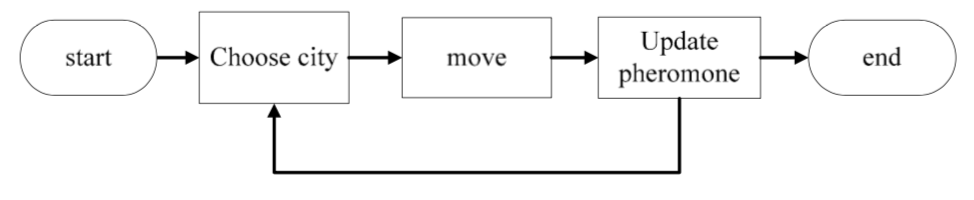 start
Choose city
move
Update
pheromone
end